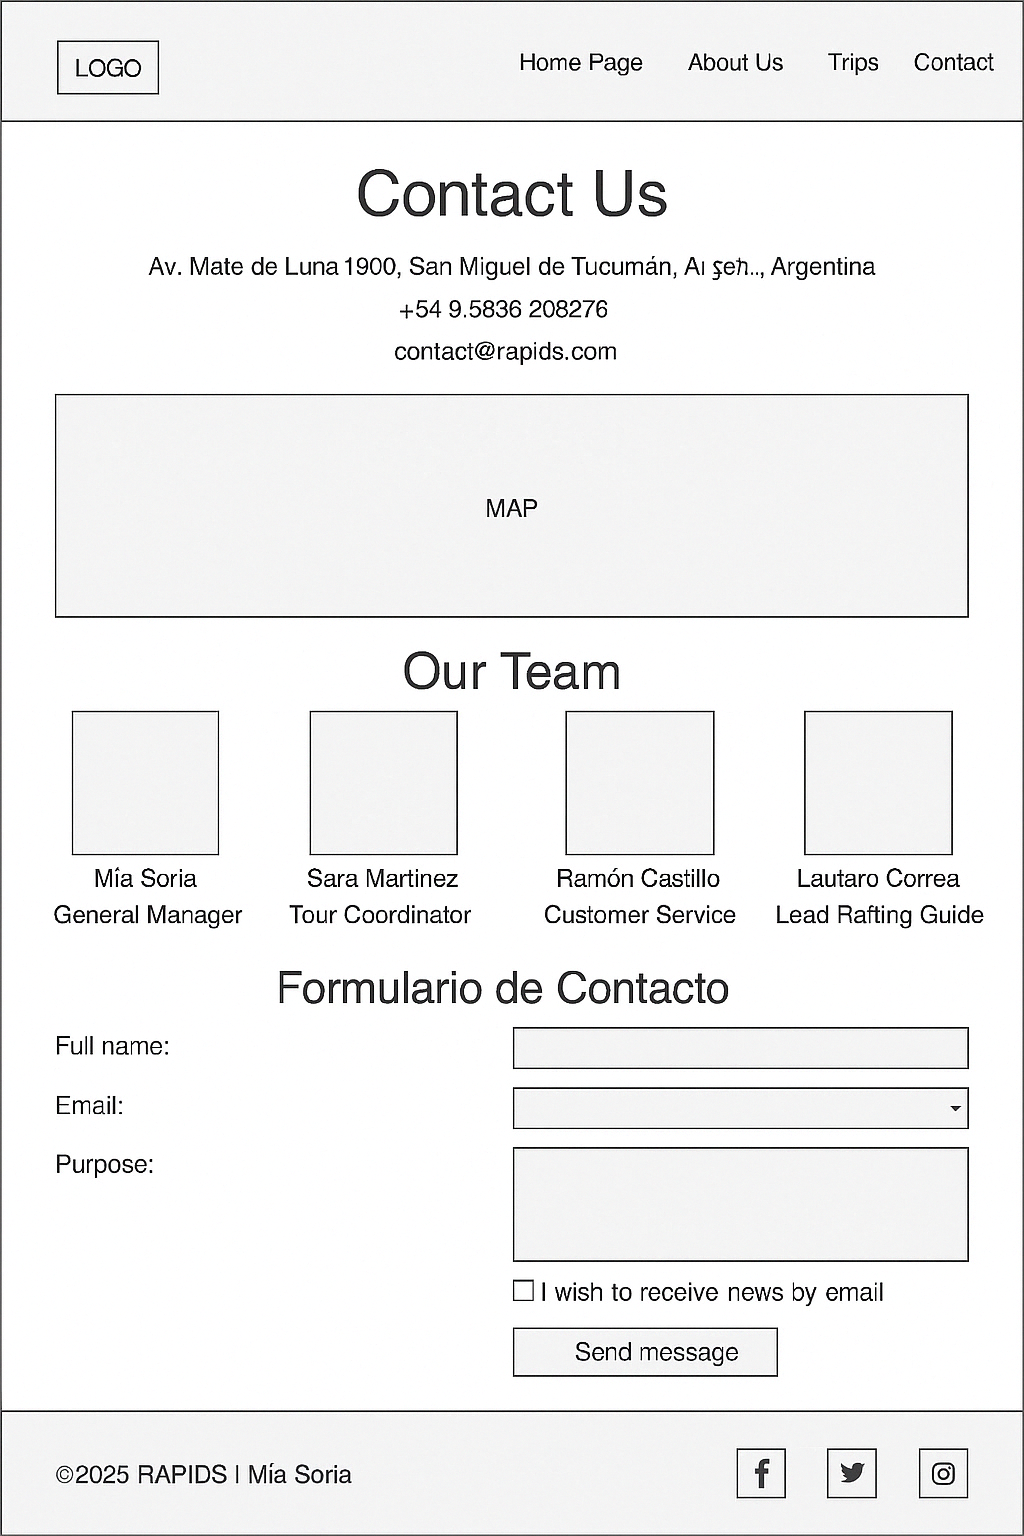 LOGO
Home Page About Us Trips Contact
Contact Us
Av. Mate de Luna 1900, San Miguel de Tucumán, Argentina
+54 9.5836 208276
contact@rapids.com
MAP
Our Team
Mía Soria Sara Martinez Ramón Castillo Lautaro Correa
General Manager Tour Coordinator Customer Service Lead Rafting Guide
Formulario de Contacto
Full name:
Email:
Purpose:
I wish to receive news by email
Send message
©2025 RAPIDS | Mía Soria